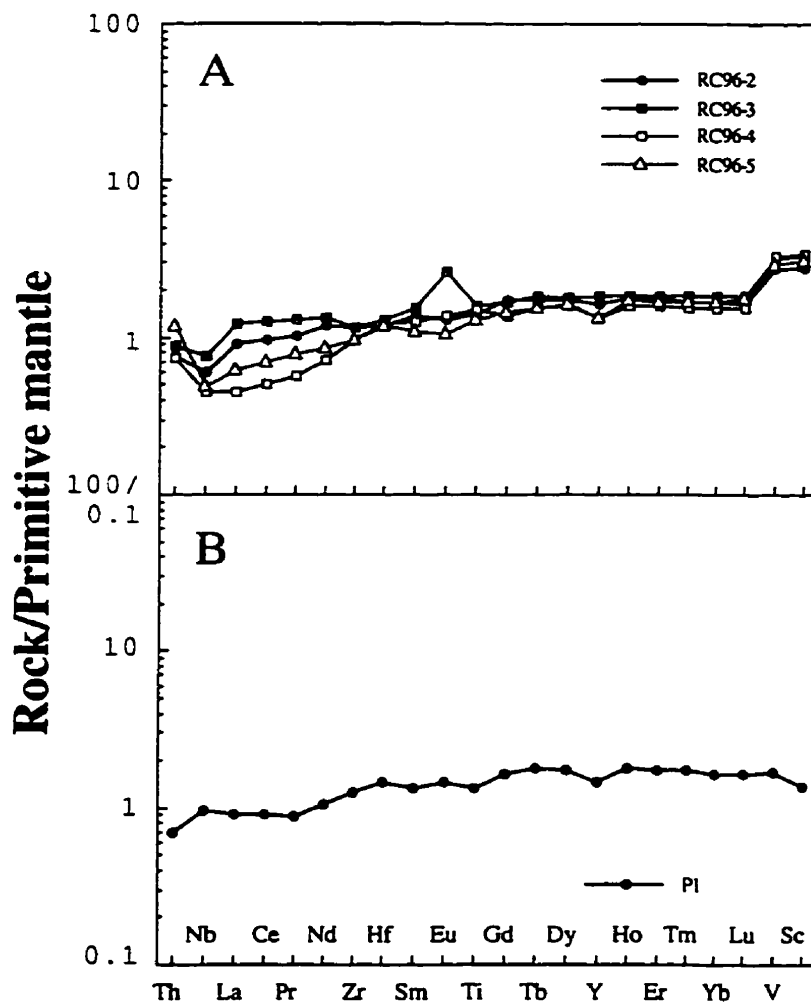 Rock/Primitive mantle
100
A
RC96-2
RC96-3
RC96-4
RC96-5
10
1
100/
0.1
B
10
1
PI
0.1
Nb Ce Nd Hf Eu Gd Dy Ho Tm Lu Sc
Th La Pr Zr Sm Ti Tb Y Er Yb V